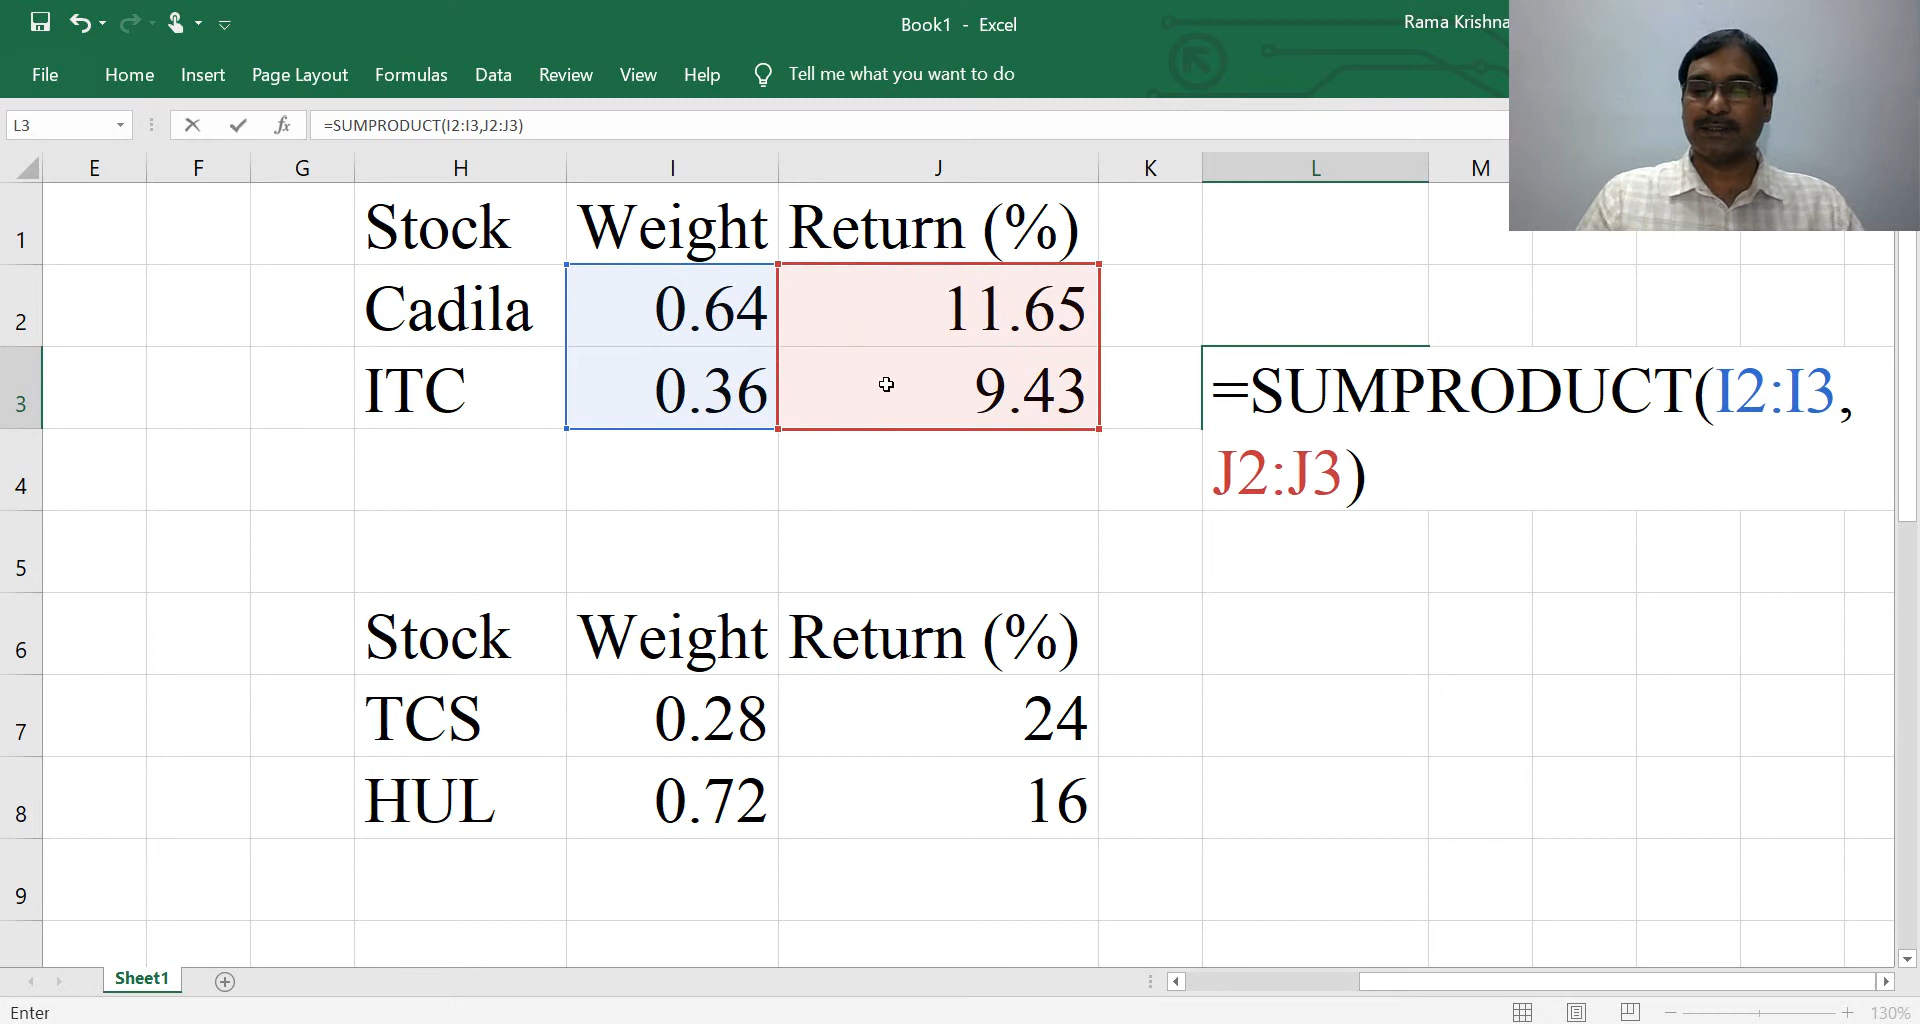 Book1 - Excel
Rama Krishna
File Home Insert Page Layout Formulas Data Review View Help Tell me what you want to do
L3 fx =SUMPRODUCT(I2:I3,J2:J3)
E F G H I J K L M
1 Stock Weight Return (%)
2 Cadila 0.64 11.65
3 ITC 0.36 9.43 =SUMPRODUCT(I2:I3,
4 J2:J3)
5
6 Stock Weight Return (%)
7 TCS 0.28 24
8 HUL 0.72 16
9
Sheet1
Enter 130%